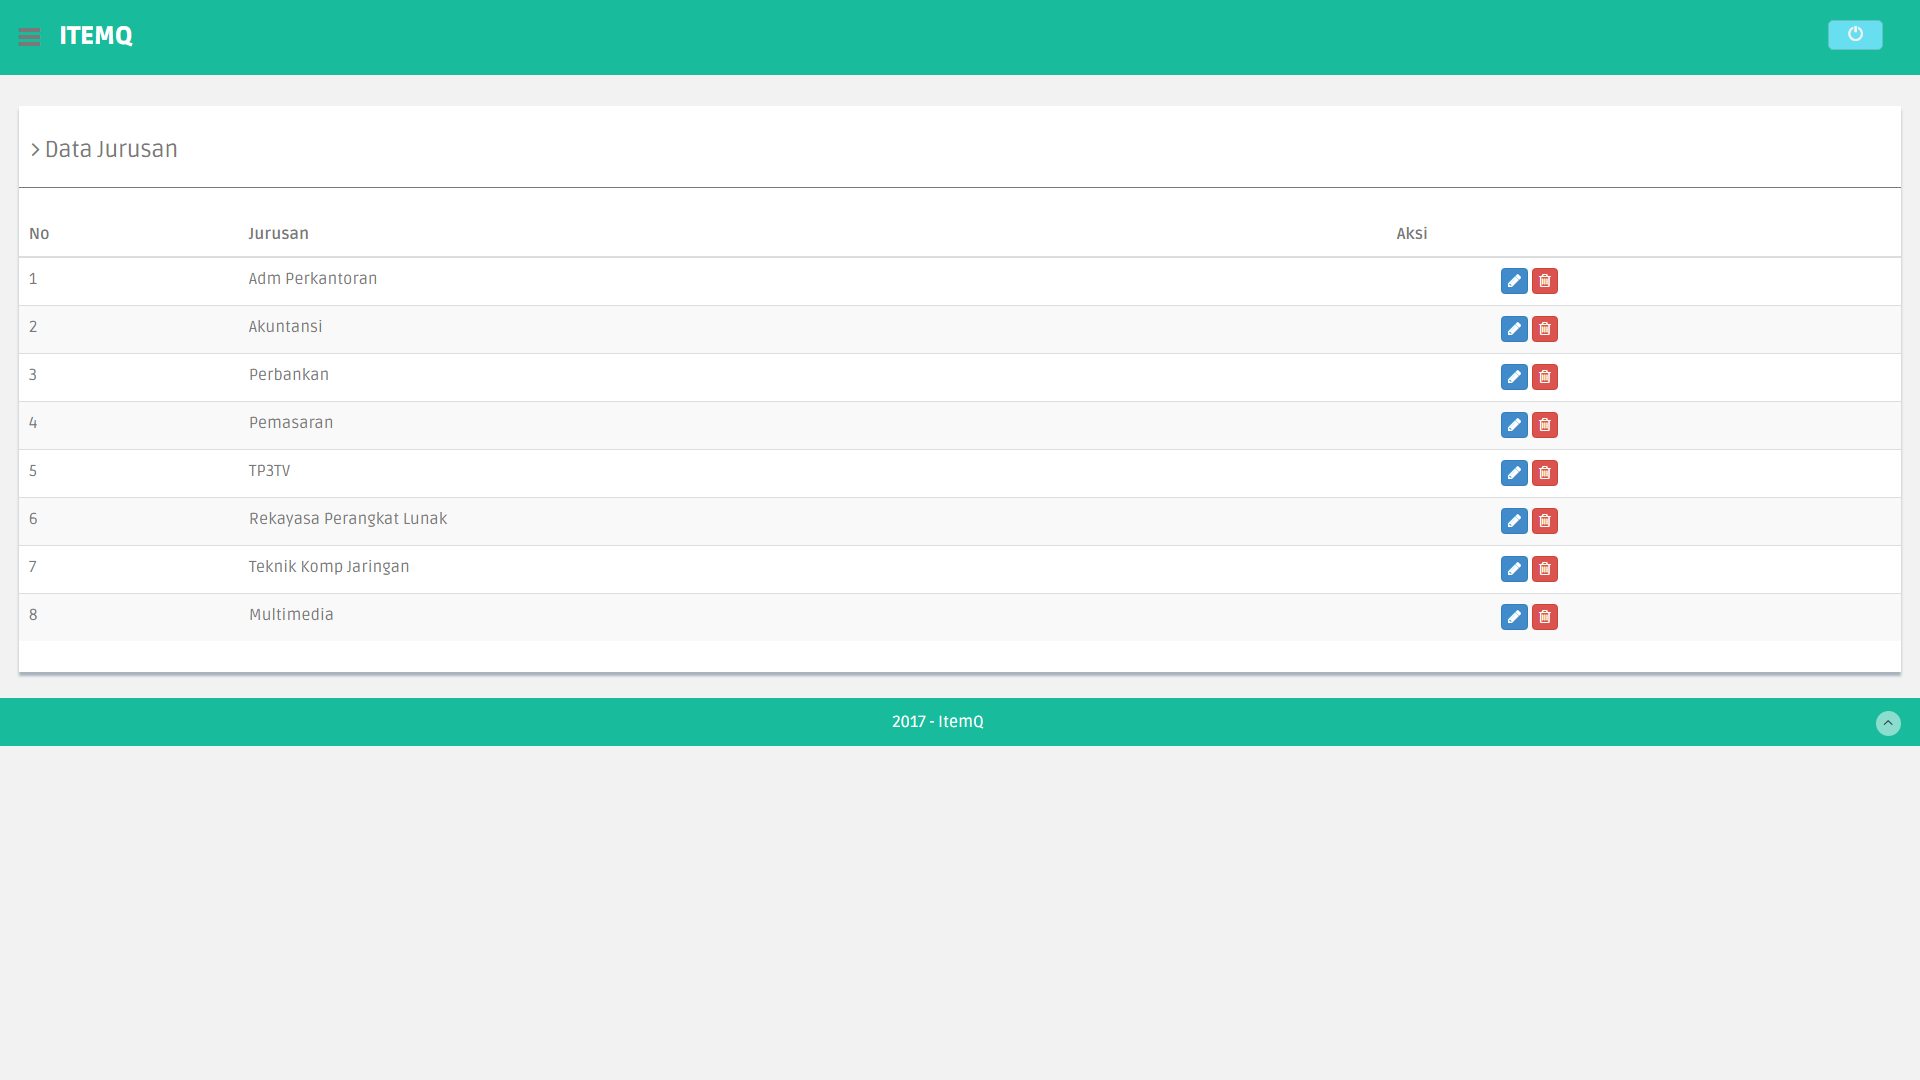 ITEMQ
Data Jurusan
No Jurusan Aksi
1 Adm Perkantoran
2 Akuntansi
3 Perbankan
4 Pemasaran
5 TP3TV
6 Rekayasa Perangkat Lunak
7 Teknik Komp Jaringan
8 Multimedia
2017 - ItemQ